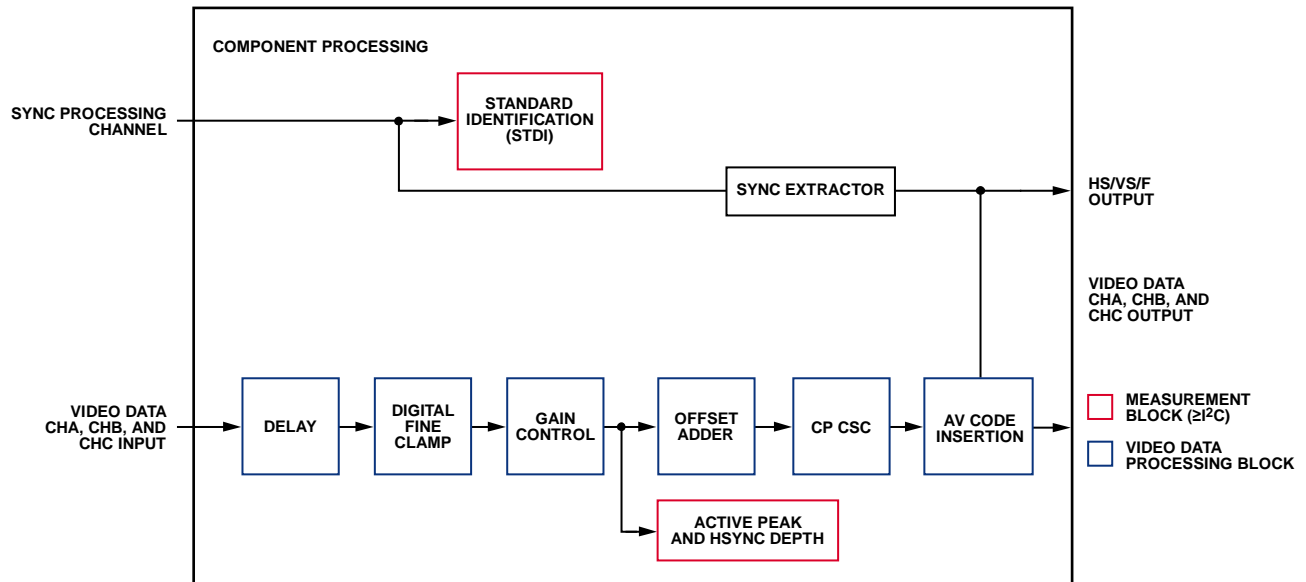 COMPONENT PROCESSING
SYNC PROCESSING
CHANNEL
STANDARD
IDENTIFICATION
(STDI)
SYNC EXTRACTOR
HS/VS/F
OUTPUT
VIDEO DATA
CHA, CHB, AND
CHC OUTPUT
VIDEO DATA
CHA, CHB, AND
CHC INPUT
DELAY
DIGITAL
FINE
CLAMP
GAIN
CONTROL
OFFSET
ADDER
CP CSC
AV CODE
INSERTION
MEASUREMENT
BLOCK (≥I²C)
VIDEO DATA
PROCESSING BLOCK
ACTIVE PEAK
AND HSYNC DEPTH